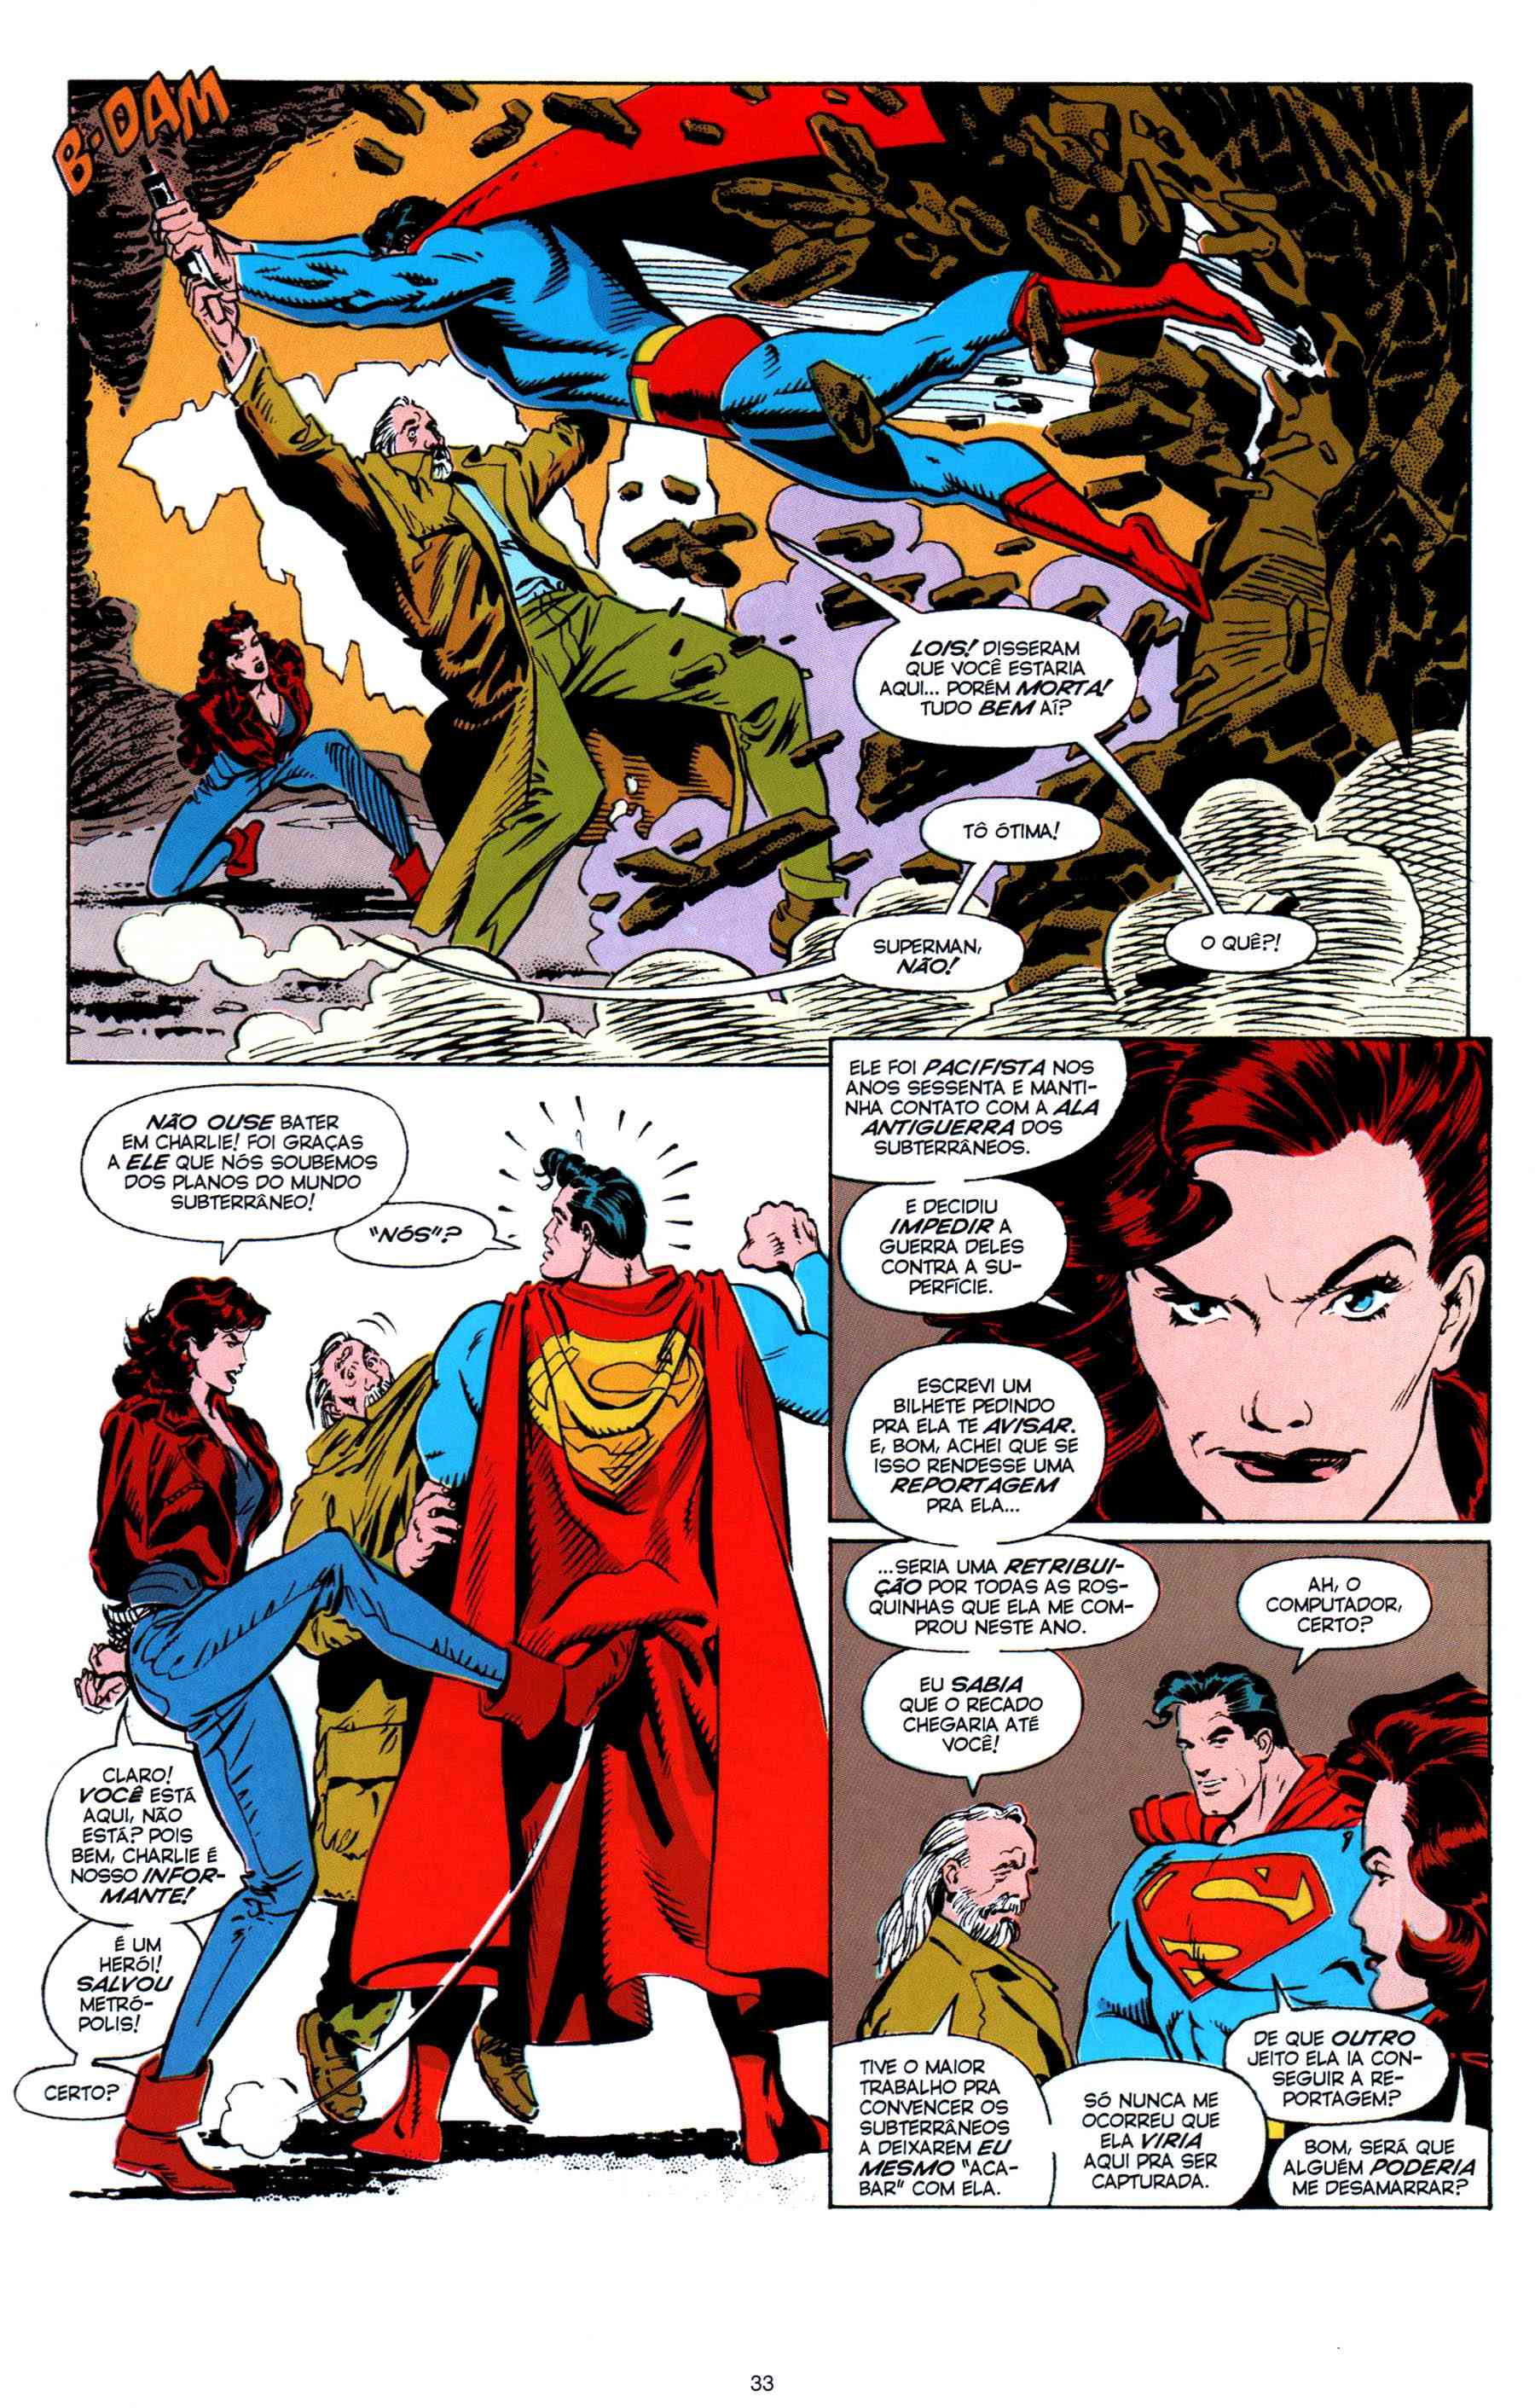 B-DAM
LOIS! DISSERAM
QUE VOCÊ ESTARIA
AQUI... PORÉM MORTA!
TUDO BEM AÍ?
TÔ ÓTIMA!
SUPERMAN,
NÃO!
O QUÊ?!
NÃO OUSE BATER
EM CHARLIE! FOI GRAÇAS
A ELE QUE NÓS SOUBEMOS
DOS PLANOS DO MUNDO
SUBTERRÂNEO!
"NÓS"?
CLARO!
VOCÊ ESTÁ
AQUI, NÃO
ESTÁ? POIS
BEM, CHARLIE É
NOSSO INFOR-
MANTE!
É UM
HERÓI!
SALVOU
METRÓ-
POLIS!
CERTO?
ELE FOI PACIFISTA NOS
ANOS SESSENTA E MANTI-
NHA CONTATO COM A ALA
ANTIGUERRA DOS
SUBTERRÂNEOS.
E DECIDIU
IMPEDIR A
GUERRA DELES
CONTRA A SU-
PERFÍCIE.
ESCREVI UM
BILHETE PEDINDO
PRA ELA TE AVISAR.
E, BOM, ACHEI QUE SE
ISSO RENDESSE UMA
REPORTAGEM
PRA ELA...
...SERIA UMA RETRIBUI-
ÇÃO POR TODAS AS ROS-
QUINHAS QUE ELA ME COM-
PROU NESTE ANO.
AH, O
COMPUTADOR,
CERTO?
EU SABIA
QUE O RECADO
CHEGARIA ATÉ
VOCÊ!
TIVE O MAIOR
TRABALHO PRA
CONVENCER OS
SUBTERRÂNEOS
A DEIXAREM EU
MESMO "ACA-
BAR" COM ELA.
SÓ NUNCA ME
OCORREU QUE
ELA VIRIA
AQUI PRA SER
CAPTURADA.
DE QUE OUTRO
JEITO ELA IA CON-
SEGUIR A RE-
PORTAGEM?
BOM, SERÁ QUE
ALGUÉM PODERIA
ME DESAMARRAR?
33